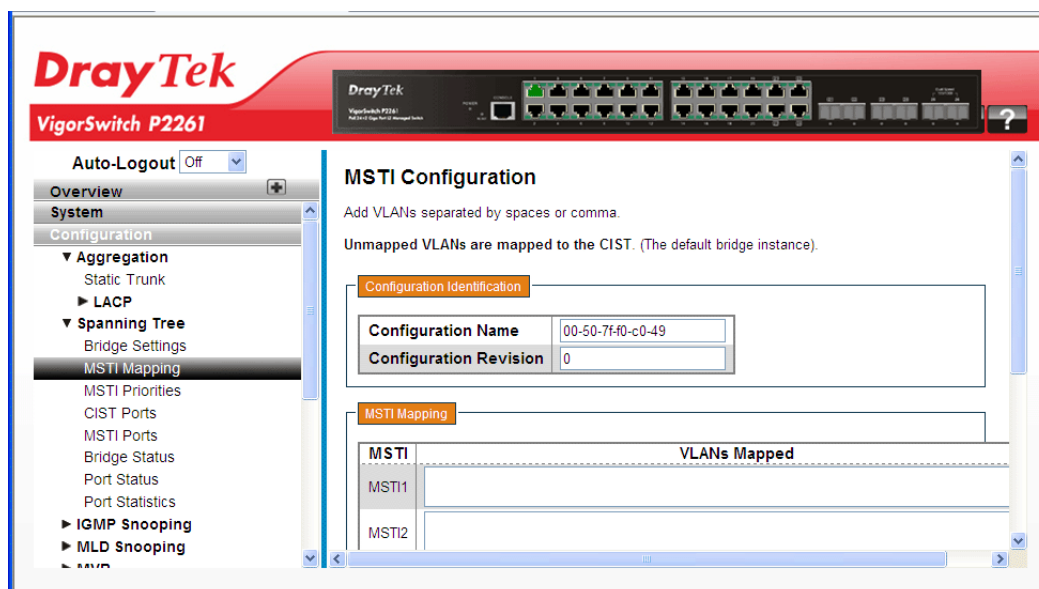 DrayTek
VigorSwitch P2261
DrayTek
VigorSwitch P2261
?
Auto-Logout Off
Overview
System
Configuration
▼ Aggregation
Static Trunk
► LACP
▼ Spanning Tree
Bridge Settings
MSTI Mapping
MSTI Priorities
CIST Ports
MSTI Ports
Bridge Status
Port Status
Port Statistics
► IGMP Snooping
► MLD Snooping
MSTI Configuration
Add VLANs separated by spaces or comma.
Unmapped VLANs are mapped to the CIST. (The default bridge instance).
Configuration Identification
Configuration Name 00-50-7f-f0-c0-49
Configuration Revision 0
MSTI Mapping
MSTI VLANs Mapped
MSTI1
MSTI2